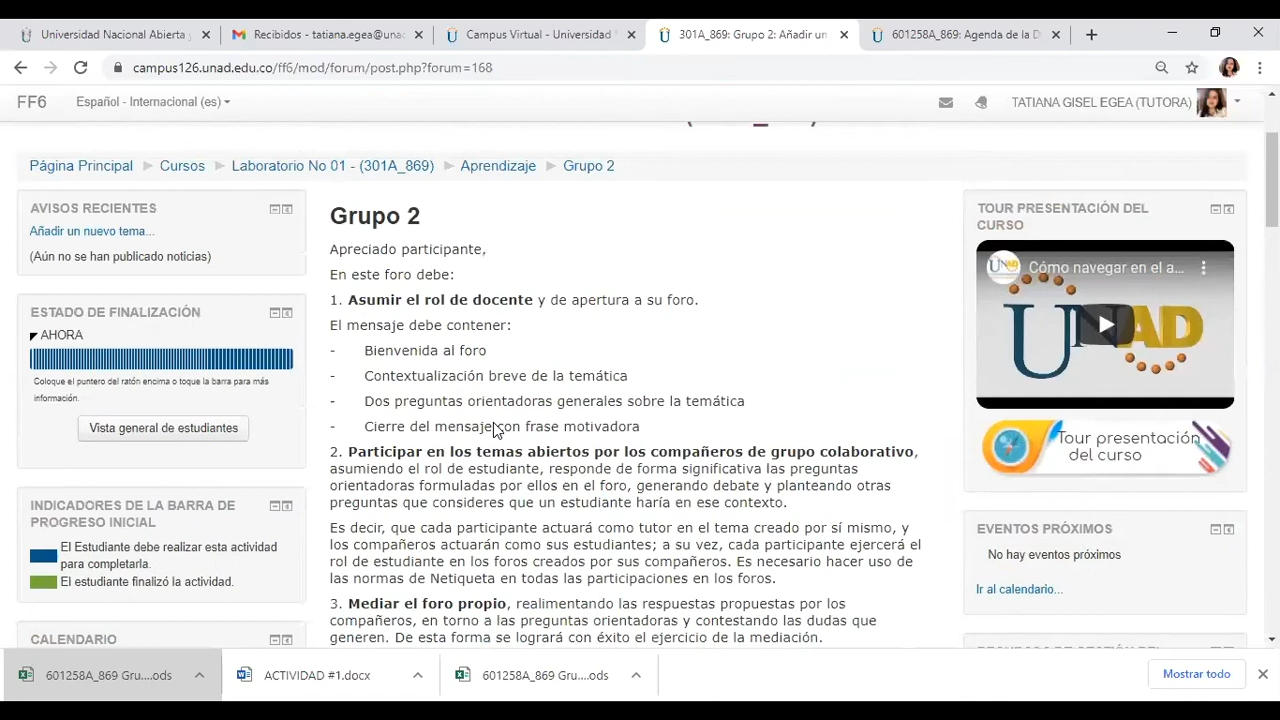 Universidad Nacional Abierta y
Recibidos - tatiana.egea@una
Campus Virtual - Universidad
301A_869: Grupo 2: Añadir un
601258A_869: Agenda de la D
campus126.unad.edu.co/ff6/mod/forum/post.php?forum=168
FF6
Español - Internacional (es)
TATIANA GISEL EGEA (TUTORA)
Página Principal
Cursos
Laboratorio No 01 - (301A_869)
Aprendizaje
Grupo 2
AVISOS RECIENTES
Añadir un nuevo tema...
(Aún no se han publicado noticias)
ESTADO DE FINALIZACIÓN
AHORA
Coloque el puntero del ratón encima o toque la barra para más
información.
Vista general de estudiantes
INDICADORES DE LA BARRA DE
PROGRESO INICIAL
El Estudiante debe realizar esta actividad
para completarla.
El estudiante finalizó la actividad.
CALENDARIO
Grupo 2
Apreciado participante,
En este foro debe:
1. Asumir el rol de docente y de apertura a su foro.
El mensaje debe contener:
- Bienvenida al foro
- Contextualización breve de la temática
- Dos preguntas orientadoras generales sobre la temática
- Cierre del mensaje con frase motivadora
2. Participar en los temas abiertos por los compañeros de grupo colaborativo,
asumiendo el rol de estudiante, responde de forma significativa las preguntas
orientadoras formuladas por ellos en el foro, generando debate y planteando otras
preguntas que consideres que un estudiante haría en ese contexto.
Es decir, que cada participante actuará como tutor en el tema creado por sí mismo, y
los compañeros actuarán como sus estudiantes; a su vez, cada participante ejercerá el
rol de estudiante en los foros creados por sus compañeros. Es necesario hacer uso de
las normas de Netiqueta en todas las participaciones en los foros.
3. Mediar el foro propio, realimentando las respuestas propuestas por los
compañeros, en torno a las preguntas orientadoras y contestando las dudas que
generen. De esta forma se logrará con éxito el ejercicio de la mediación.
TOUR PRESENTACIÓN DEL
CURSO
UNAD
Cómo navegar en el a...
UNAD
Tour presentación
del curso
EVENTOS PRÓXIMOS
No hay eventos próximos
Ir al calendario...
601258A_869 Gru....ods
ACTIVIDAD #1.docx
601258A_869 Gru....ods
Mostrar todo